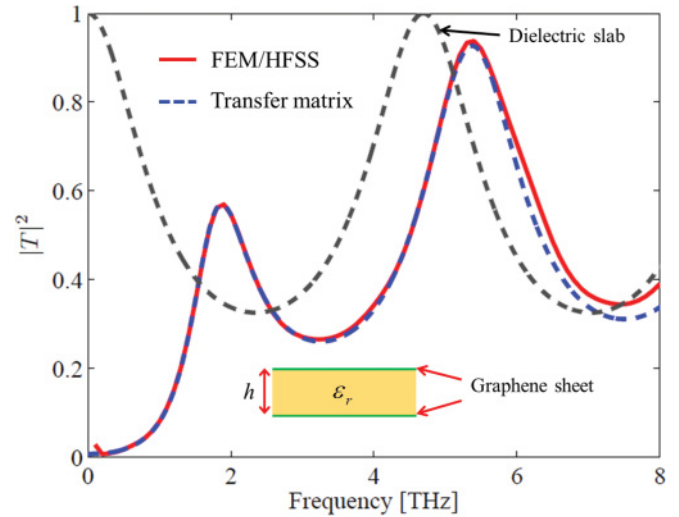 1
0.8
0.6
0.4
0.2
0
|T|²
FEM/HFSS
Transfer matrix
Dielectric slab
h
εᵣ
Graphene sheet
0 2 4 6 8
Frequency [THz]